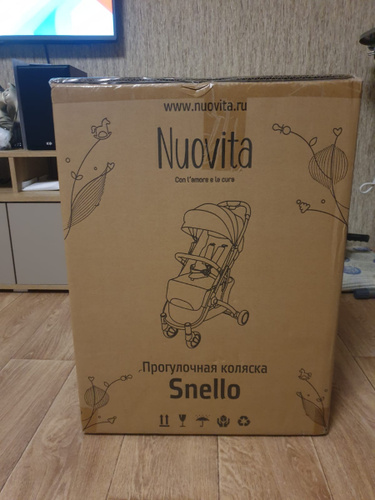 www.nuovita.ru
Nuovita
Con l'amore e la cura
Прогулочная коляска
Snello